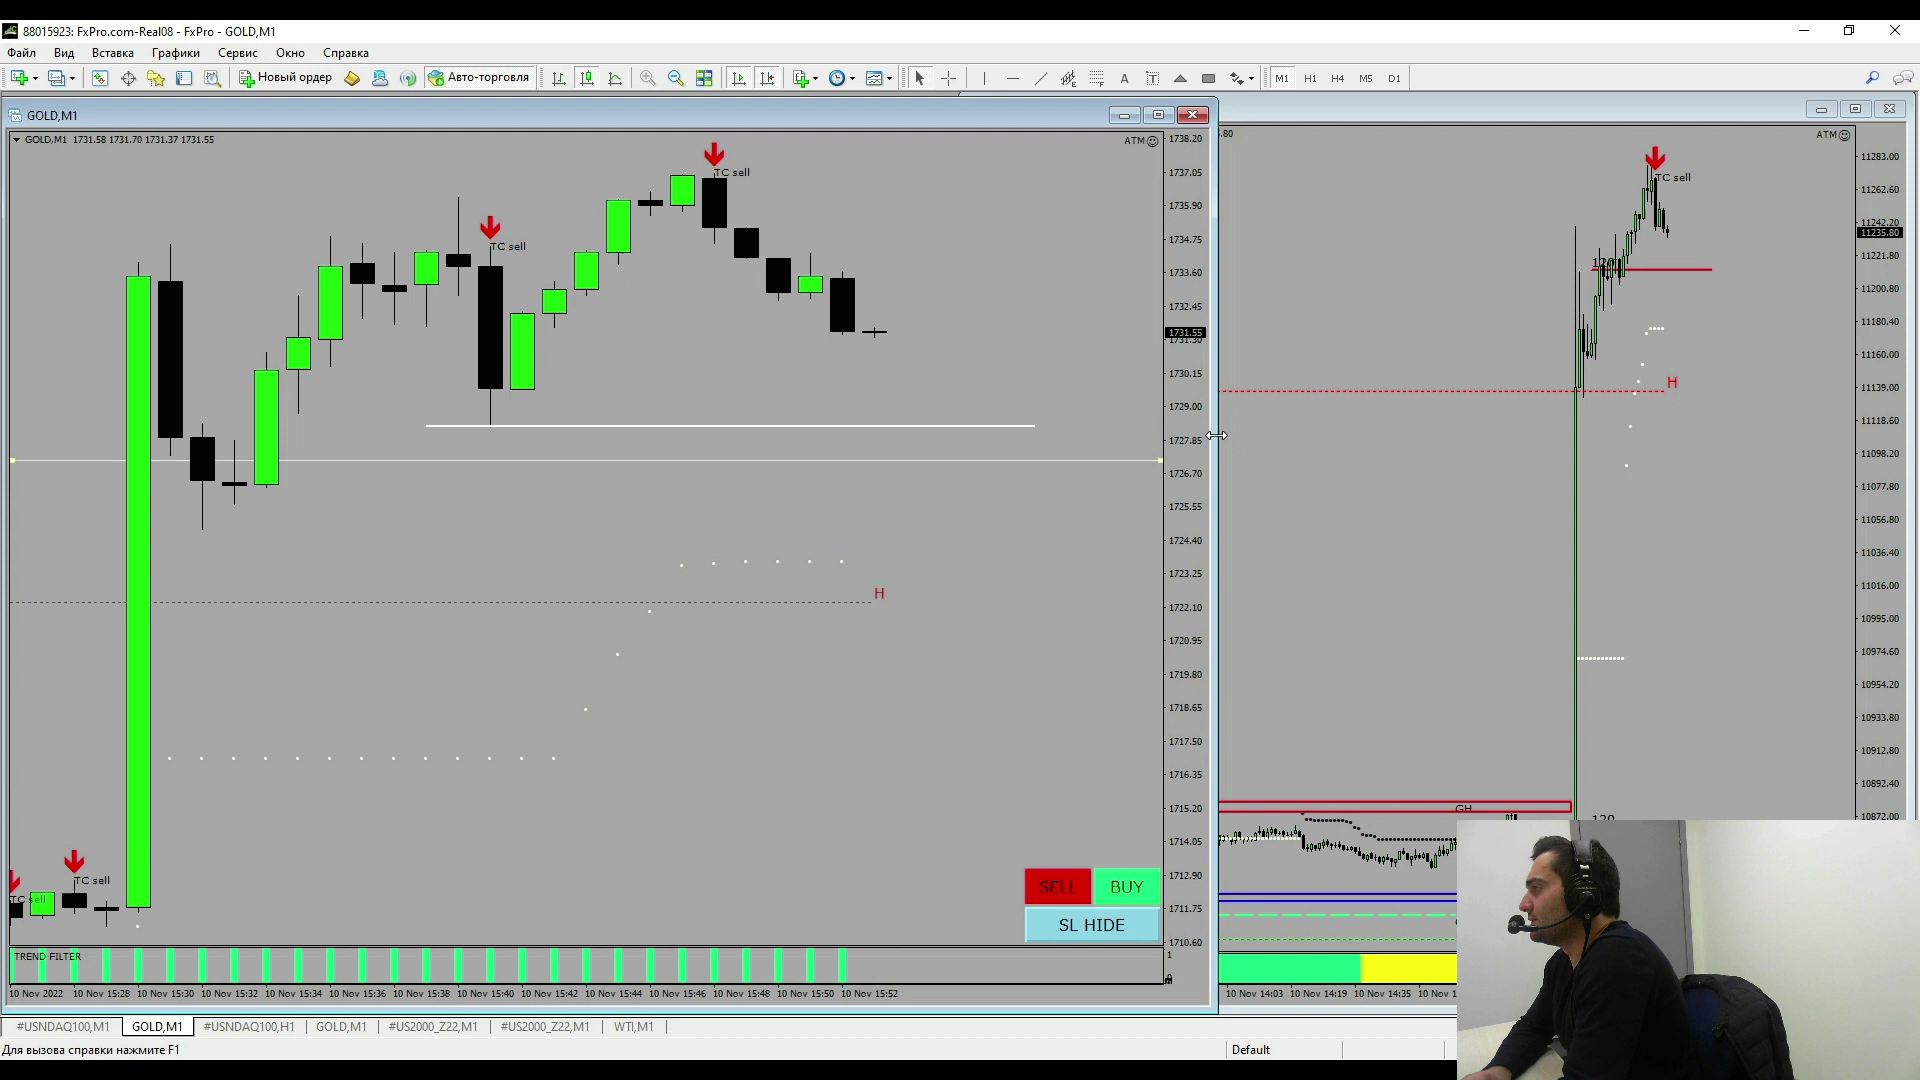 88015923: FxPro.com-Real08 - FxPro - GOLD,M1
Файл Вид Вставка Графики Сервис Окно Справка
Новый ордер Авто-торговля A T M1 H1 H4 M5 D1
GOLD,M1
GOLD,M1 1731.58 1731.70 1731.37 1731.55
ATM
TC sell
TC sell
H
TC sell
TC sell
SELL BUY
SL HIDE
TREND FILTER
1738.20
1737.05
1735.90
1734.75
1733.60
1732.45
1731.55
1731.30
1730.15
1729.00
1727.85
1726.70
1725.55
1724.40
1723.25
1722.10
1720.95
1719.80
1718.65
1717.50
1716.35
1715.20
1714.05
1712.90
1711.75
1710.60
1
10 Nov 2022 10 Nov 15:28 10 Nov 15:30 10 Nov 15:32 10 Nov 15:34 10 Nov 15:36 10 Nov 15:38 10 Nov 15:40 10 Nov 15:42 10 Nov 15:44 10 Nov 15:46 10 Nov 15:48 10 Nov 15:50 10 Nov 15:52
.80
ATM
TC sell
120
H
GH
120
11283.00
11262.60
11242.20
11235.80
11221.80
11200.80
11180.40
11160.00
11139.00
11118.60
11098.20
11077.80
11056.80
11036.40
11016.00
10995.00
10974.60
10954.20
10933.80
10912.80
10892.40
10872.00
10 Nov 14:03 10 Nov 14:19 10 Nov 14:35 10 Nov 1
#USNDAQ100,M1 GOLD,M1 #USNDAQ100,H1 GOLD,M1 #US2000_Z22,M1 #US2000_Z22,M1 WTI,M1
Для вызова справки нажмите F1 Default